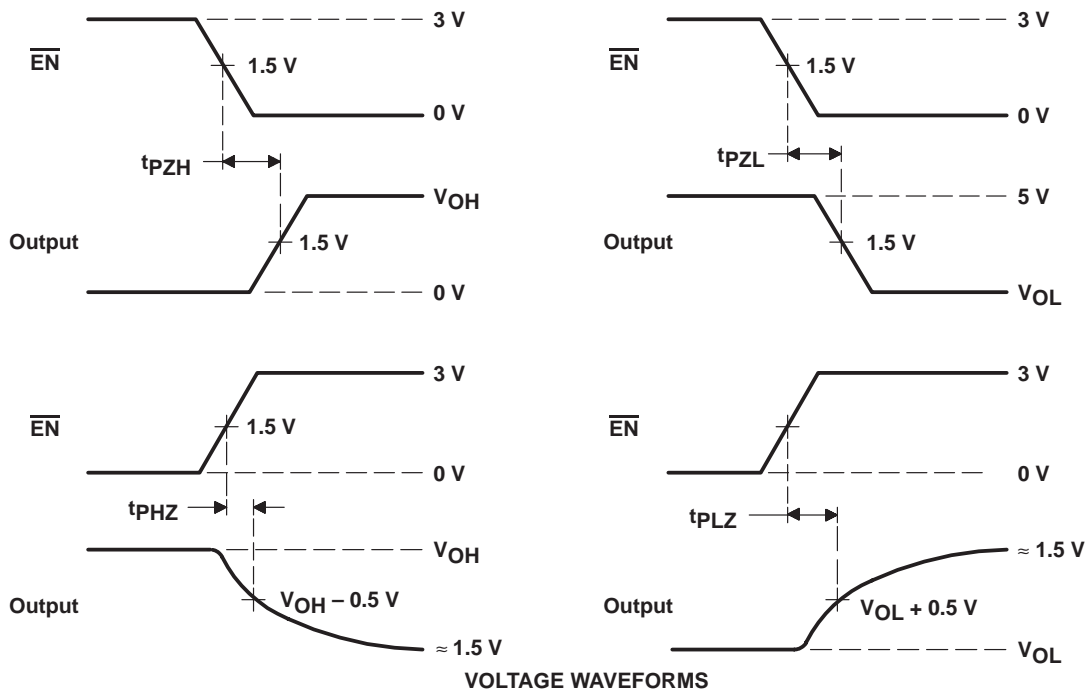 3 V
EN
1.5 V
0 V
tPZH
VOH
Output
1.5 V
0 V
3 V
EN
1.5 V
0 V
tPZL
5 V
Output
1.5 V
VOL
3 V
EN
1.5 V
0 V
tPHZ
VOH
Output
VOH – 0.5 V
≈ 1.5 V
3 V
EN
0 V
tPLZ
≈ 1.5 V
Output
VOL + 0.5 V
VOL
VOLTAGE WAVEFORMS